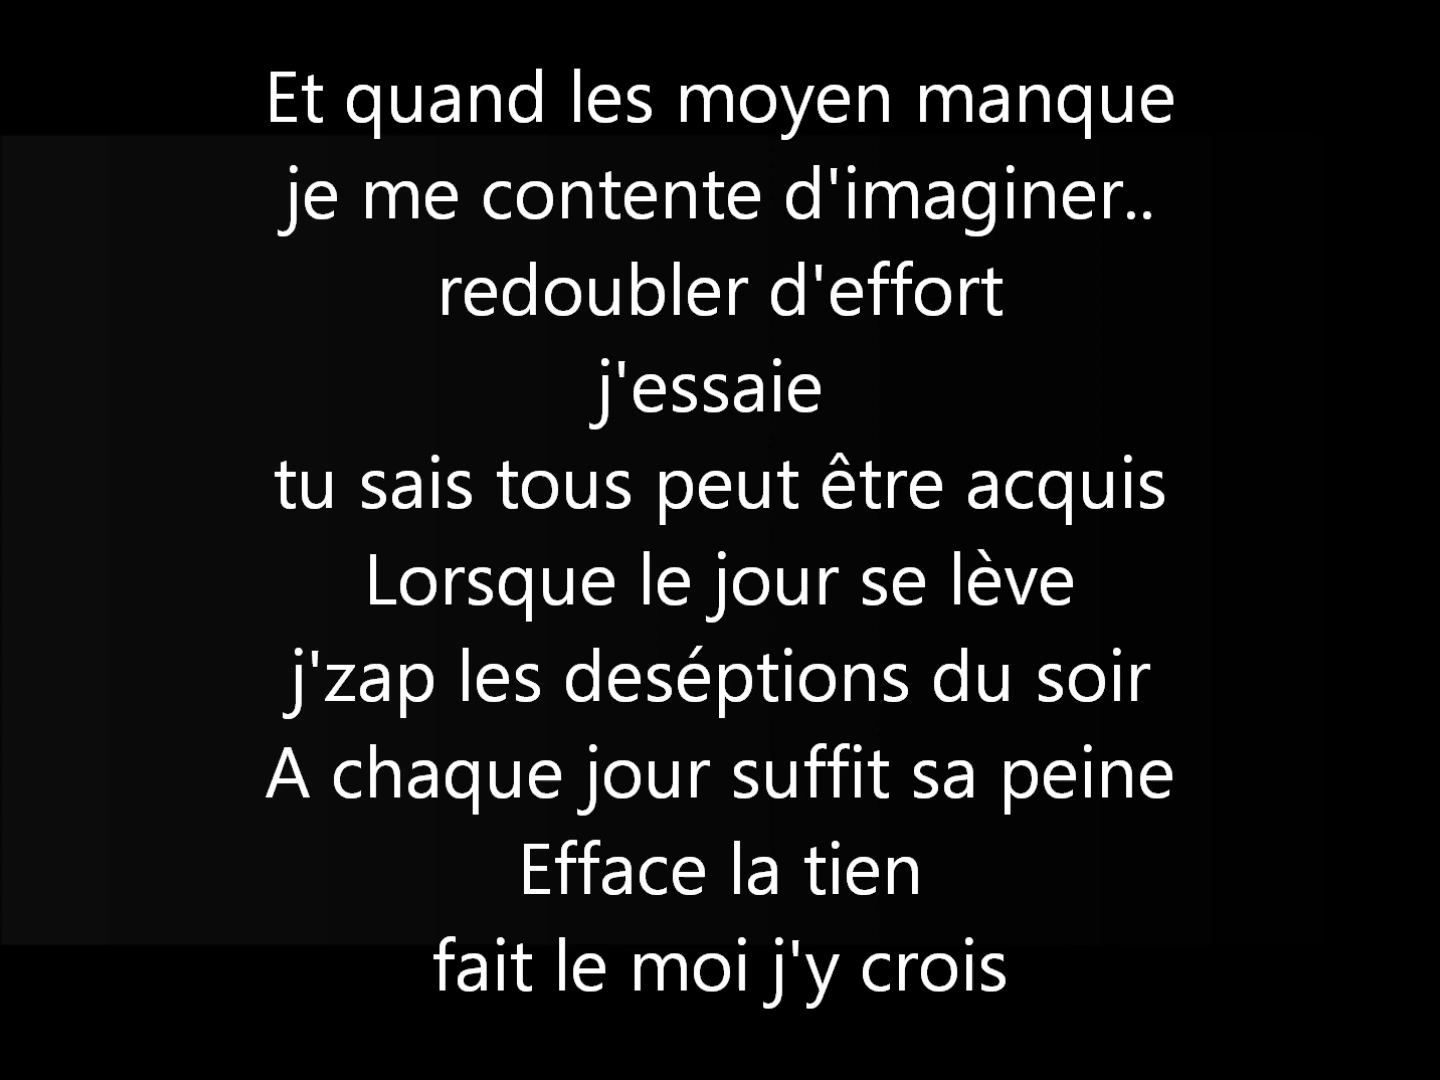 Et quand les moyen manque
je me contente d'imaginer..
redoubler d'effort
j'essaie
tu sais tous peut être acquis
Lorsque le jour se lève
j'zap les deséptions du soir
A chaque jour suffit sa peine
Efface la tien
fait le moi j'y crois